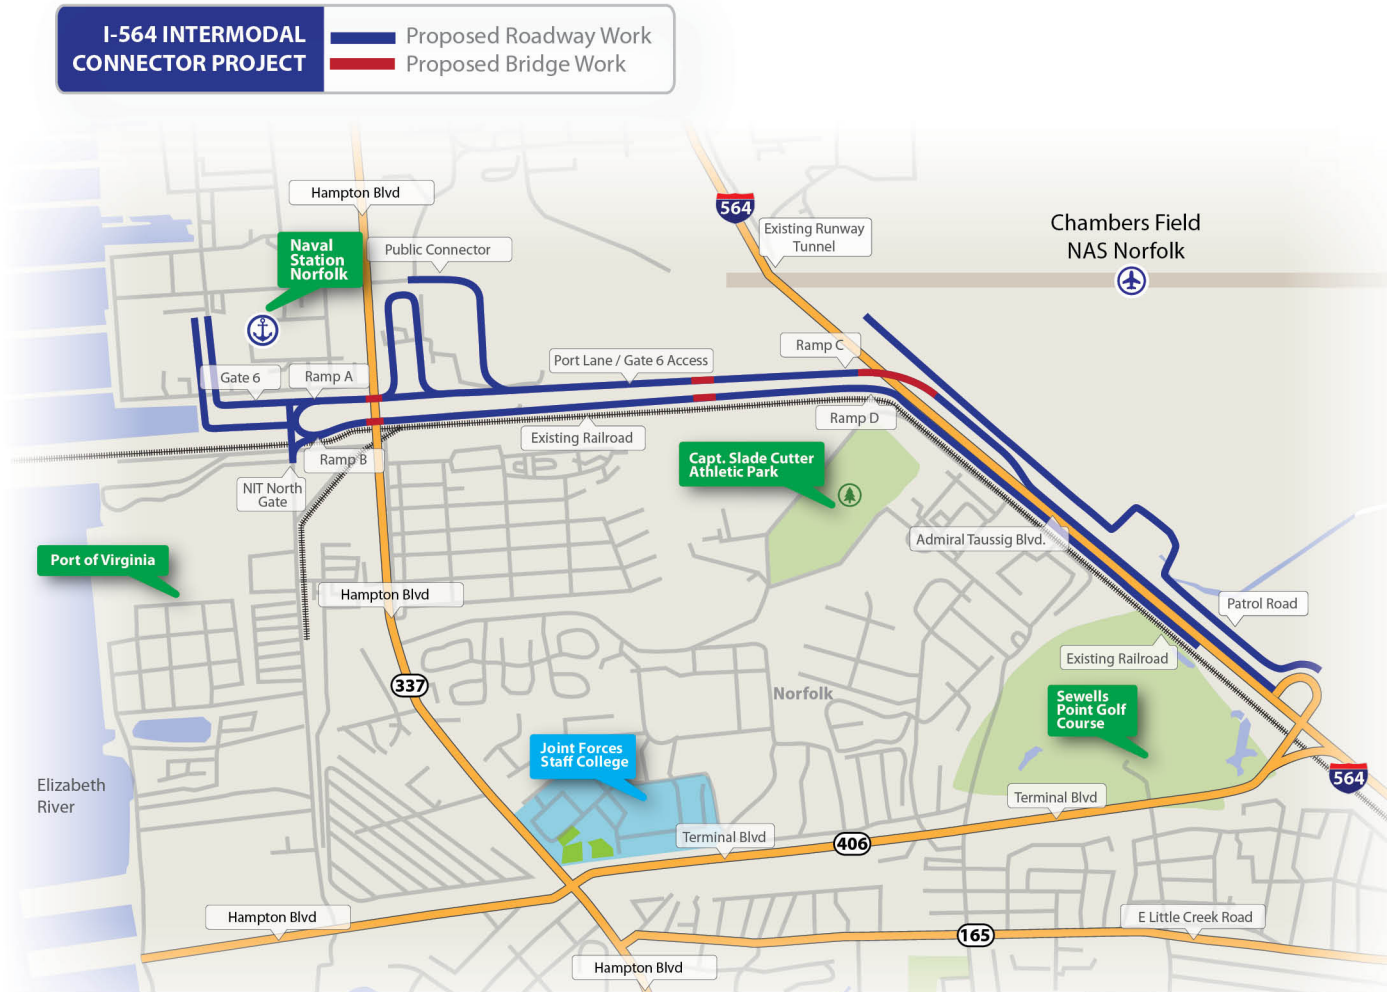 I-564 INTERMODAL
CONNECTOR PROJECT
Proposed Roadway Work
Proposed Bridge Work
Hampton Blvd
564
Existing Runway
Tunnel
Chambers Field
NAS Norfolk
Naval
Station
Norfolk
Public Connector
Port Lane / Gate 6 Access
Ramp C
Gate 6
Ramp A
Ramp D
Existing Railroad
Ramp B
NIT North
Gate
Capt. Slade Cutter
Athletic Park
Admiral Taussig Blvd.
Port of Virginia
Hampton Blvd
Patrol Road
Existing Railroad
337
Norfolk
Sewells
Point Golf
Course
Joint Forces
Staff College
Elizabeth
River
564
Terminal Blvd
Terminal Blvd
406
Hampton Blvd
E Little Creek Road
165
Hampton Blvd